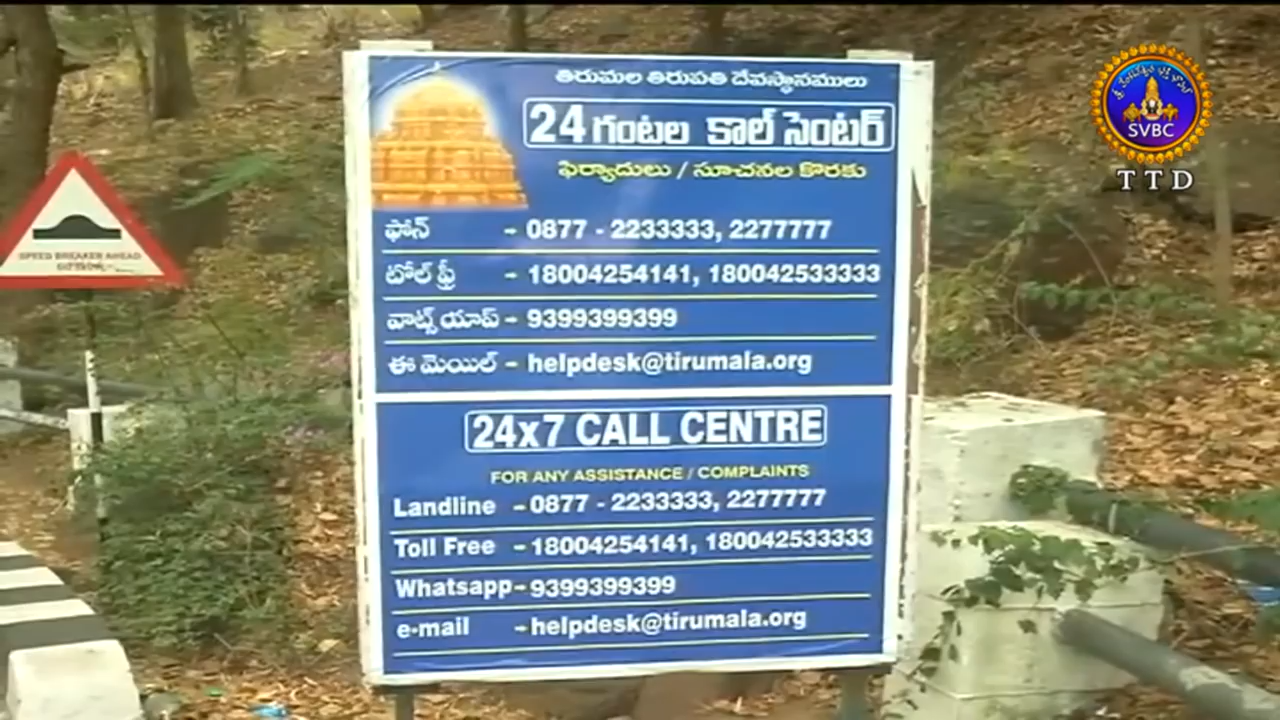 తిరుమల తిరుపతి దేవస్థానములు
24 గంటల కాల్ సెంటర్
ఫిర్యాదులు / సూచనల కొరకు
ఫోన్ - 0877 - 2233333, 2277777
టోల్ ఫ్రీ - 18004254141, 180042533333
వాట్స్ యాప్ - 9399399399
ఈ మెయిల్ - helpdesk@tirumala.org
24x7 CALL CENTRE
FOR ANY ASSISTANCE / COMPLAINTS
Landline - 0877 - 2233333, 2277777
Toll Free - 18004254141, 180042533333
Whatsapp - 9399399399
e-mail - helpdesk@tirumala.org
SPEED BREAKER AHEAD
SVBC
TTD